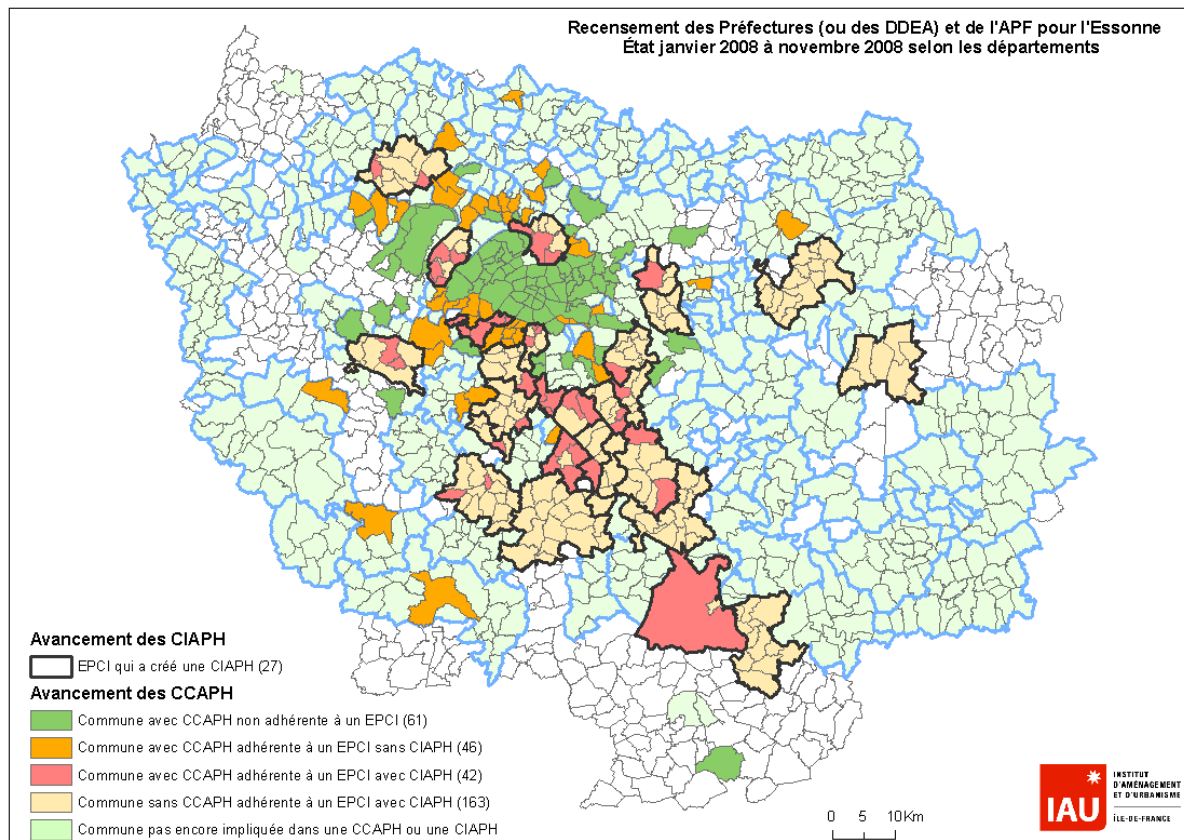 Recensement des Préfectures (ou des DDEA) et de l'APF pour l'Essonne
État janvier 2008 à novembre 2008 selon les départements
Avancement des CIAPH
EPCI qui a créé une CIAPH (27)
Avancement des CCAPH
Commune avec CCAPH non adhérente à un EPCI (61)
Commune avec CCAPH adhérente à un EPCI sans CIAPH (46)
Commune avec CCAPH adhérente à un EPCI avec CIAPH (42)
Commune sans CCAPH adhérente à un EPCI avec CIAPH (163)
Commune pas encore impliquée dans une CCAPH ou une CIAPH
0 5 10Km
IAU
INSTITUT
D'AMÉNAGEMENT
ET D'URBANISME
ÎLE-DE-FRANCE